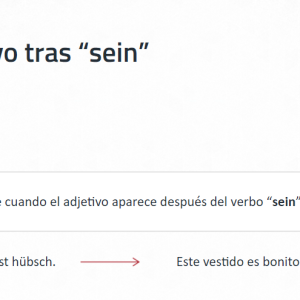 vo tras “sein”
cuando el adjetivo aparece después del verbo “sein”
st hübsch. Este vestido es bonito